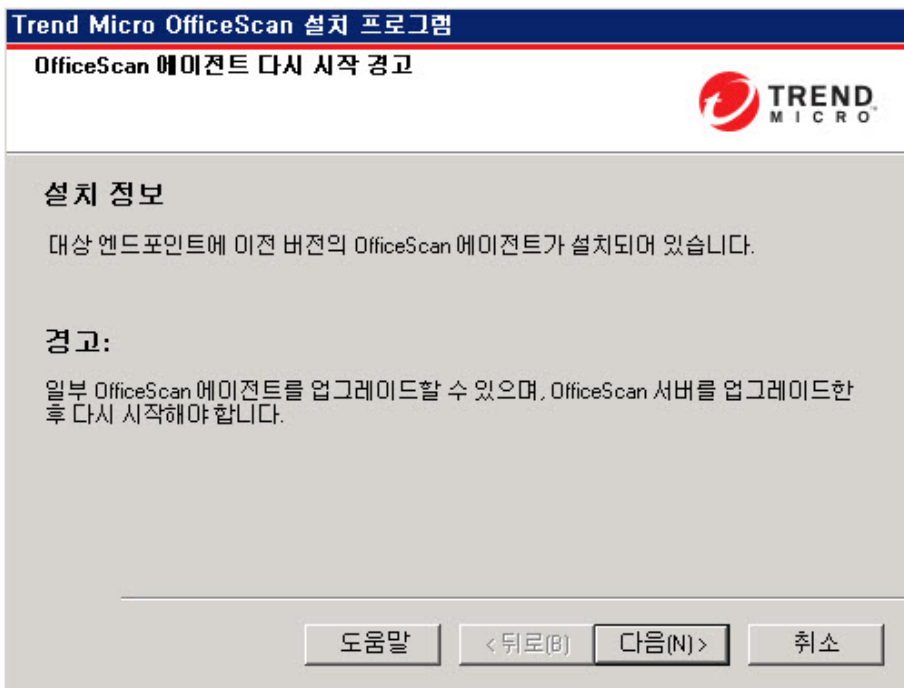 Trend Micro OfficeScan 설치 프로그램
OfficeScan 에이전트 다시 시작 경고
TREND
MICRO
설치 정보
대상 엔드포인트에 이전 버전의 OfficeScan 에이전트가 설치되어 있습니다.
경고:
일부 OfficeScan 에이전트를 업그레이드할 수 있으며, OfficeScan 서버를 업그레이드한
후 다시 시작해야 합니다.
도움말
< 뒤로(B)
다음(N) >
취소